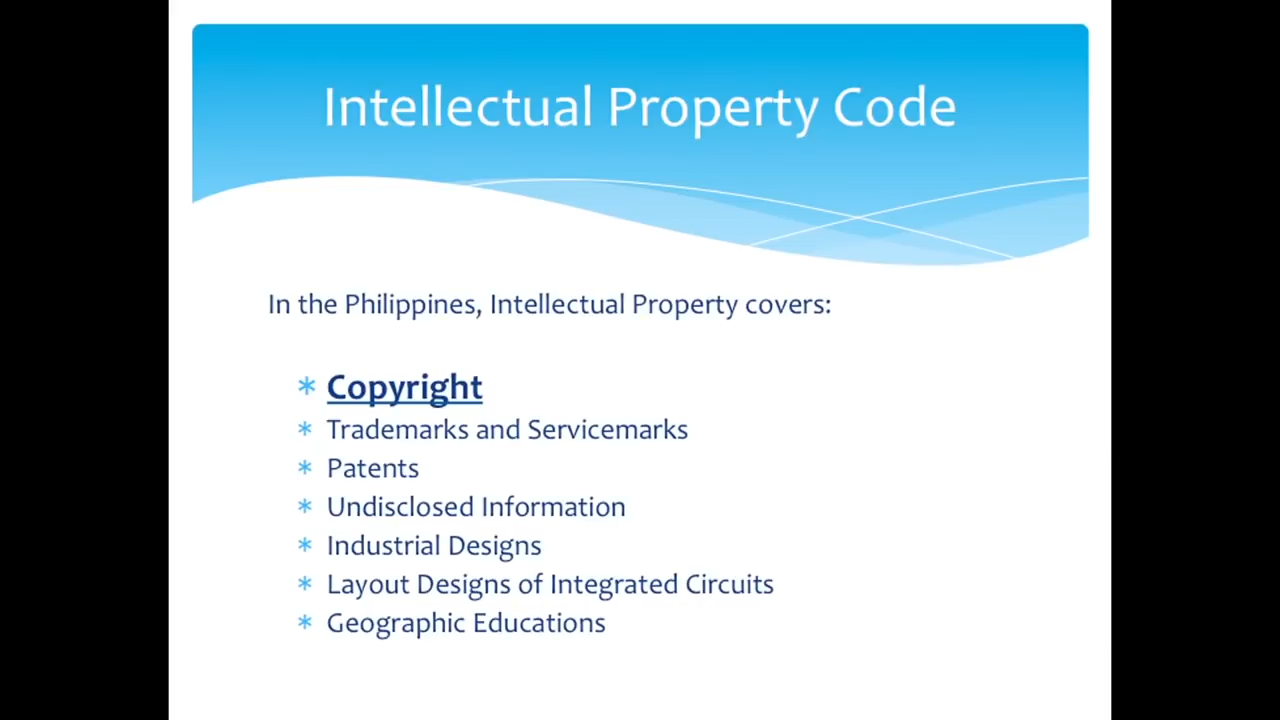 Intellectual Property Code
In the Philippines, Intellectual Property covers:
* Copyright
* Trademarks and Servicemarks
* Patents
* Undisclosed Information
* Industrial Designs
* Layout Designs of Integrated Circuits
* Geographic Educations